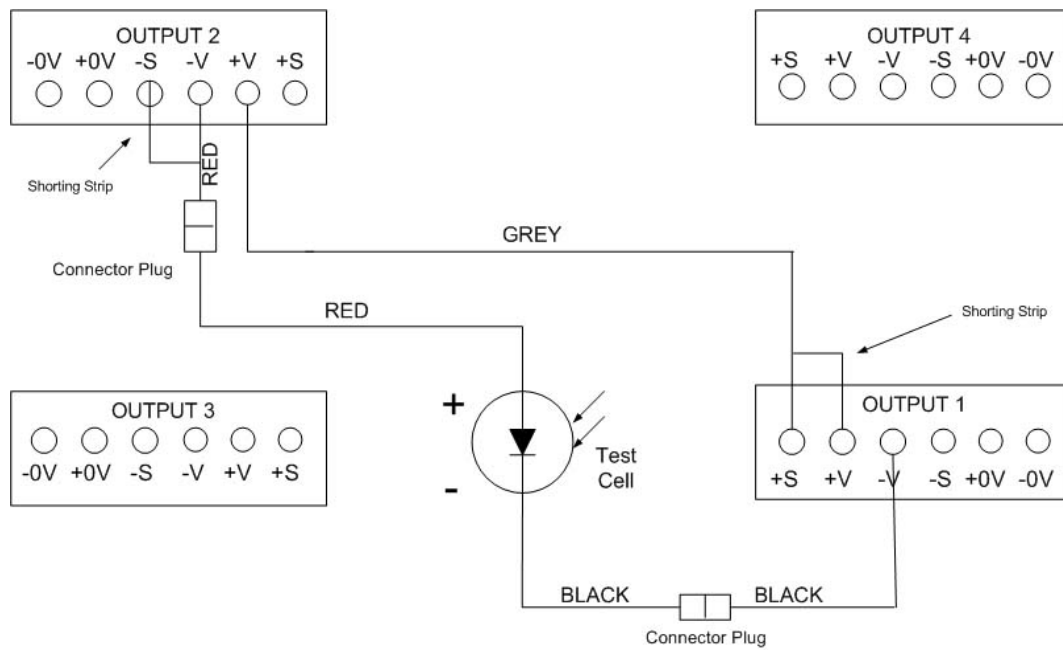 OUTPUT 2
-0V +0V -S -V +V +S
OUTPUT 4
+S +V -V -S +0V -0V
RED
Shorting Strip
GREY
Connector Plug
RED
Shorting Strip
OUTPUT 3
-0V +0V -S -V +V +S
+
-
Test
Cell
OUTPUT 1
+S +V -V -S +0V -0V
BLACK BLACK
Connector Plug